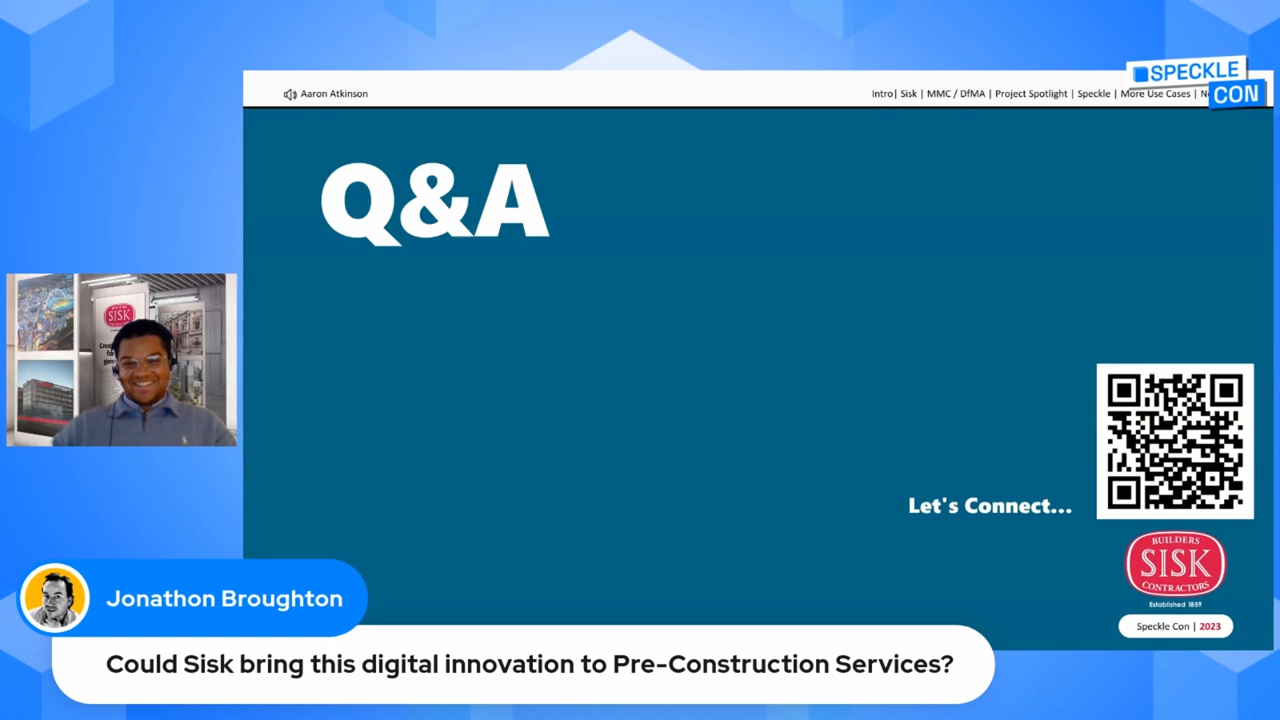 Aaron Atkinson
Intro| Sisk | MMC / DfMA | Project Spotlight | Speckle | More Use Cases | N
SPECKLE
CON
Q&A
SISK
Let's Connect...
BUILDERS
SISK
CONTRACTORS
Established 1859
Speckle Con | 2023
Jonathon Broughton
Could Sisk bring this digital innovation to Pre-Construction Services?